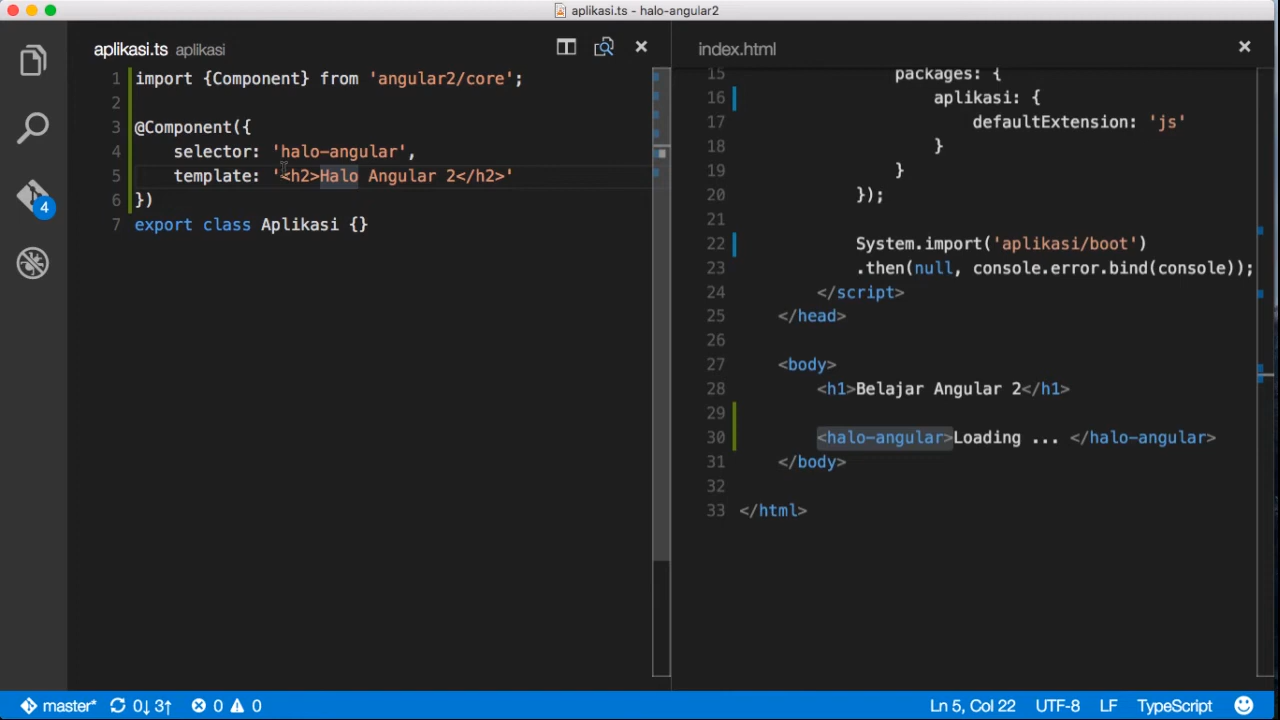 aplikasi.ts - halo-angular2
aplikasi.ts aplikasi
1 import {Component} from 'angular2/core';
2
3 @Component({
4 selector: 'halo-angular',
5 template: '<h2>Halo Angular 2</h2>'
6 })
7 export class Aplikasi {}
4
index.html
15 packages: {
16 aplikasi: {
17 defaultExtension: 'js'
18 }
19 }
20 });
21
22 System.import('aplikasi/boot')
23 .then(null, console.error.bind(console));
24 </script>
25 </head>
26
27 <body>
28 <h1>Belajar Angular 2</h1>
29
30 <halo-angular>Loading ... </halo-angular>
31 </body>
32
33 </html>
master* 0↓ 3↑ 0 0 Ln 5, Col 22 UTF-8 LF TypeScript